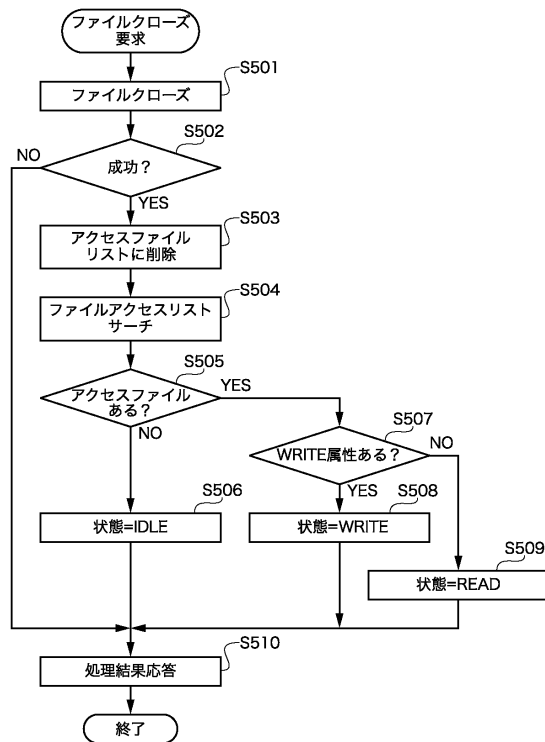 ファイルクローズ
要求
S501
ファイルクローズ
S502
NO
成功？
YES
S503
アクセスファイル
リストに削除
S504
ファイルアクセスリスト
サーチ
S505
YES
アクセスファイル
ある？
NO
S507
NO
WRITE属性ある？
YES
S506
状態=IDLE
S508
状態=WRITE
S509
状態=READ
S510
処理結果応答
終了